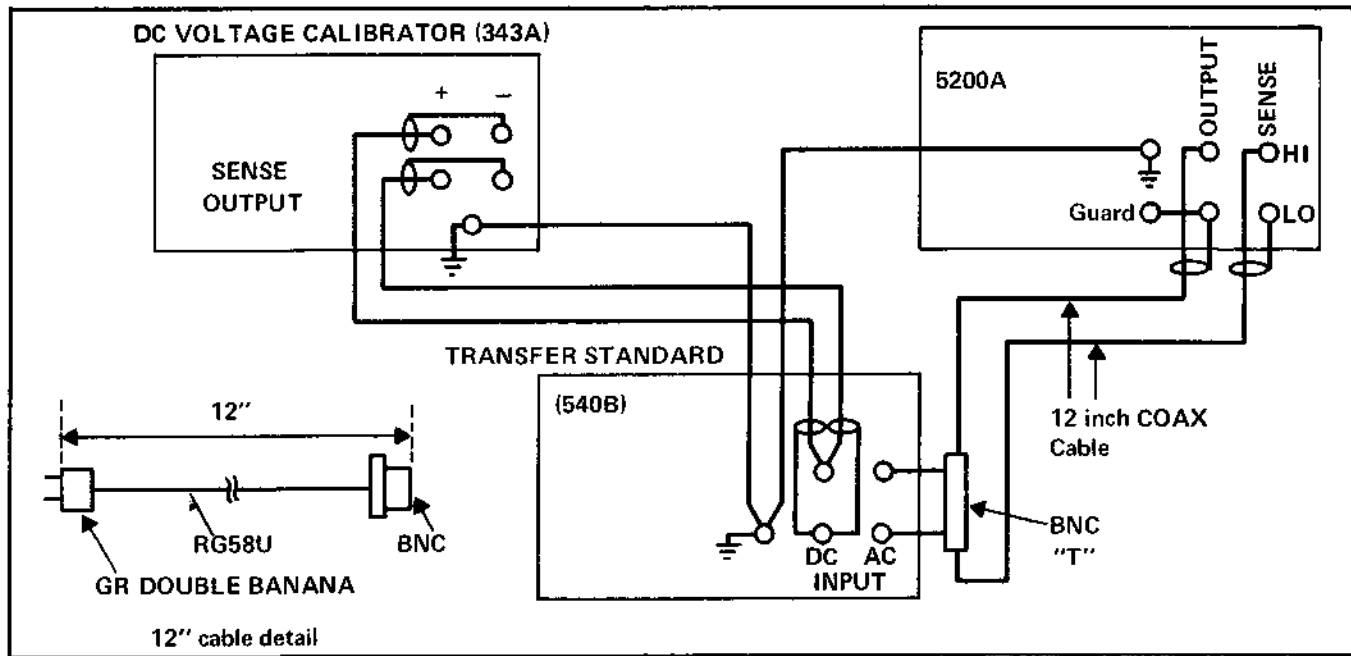 DC VOLTAGE CALIBRATOR (343A)
+ −
SENSE
OUTPUT
5200A
OUTPUT
SENSE
HI
Guard
LO
TRANSFER STANDARD
(540B)
DC AC
INPUT
12 inch COAX
Cable
BNC
"T"
12"
RG58U
BNC
GR DOUBLE BANANA
12" cable detail